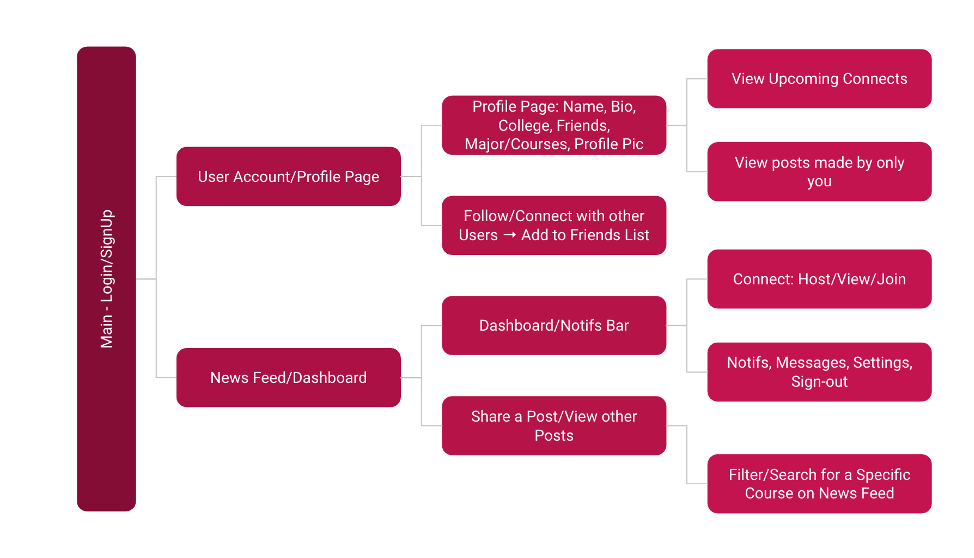 Main - Login/SignUp
User Account/Profile Page
Profile Page: Name, Bio,
College, Friends,
Major/Courses, Profile Pic
View Upcoming Connects
View posts made by only
you
Follow/Connect with other
Users → Add to Friends List
News Feed/Dashboard
Dashboard/Notifs Bar
Connect: Host/View/Join
Notifs, Messages, Settings,
Sign-out
Share a Post/View other
Posts
Filter/Search for a Specific
Course on News Feed